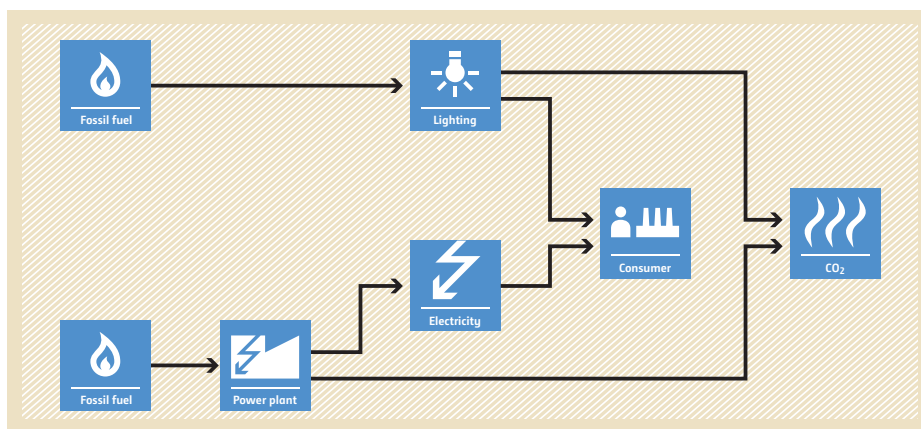 Fossil fuel
Lighting
Consumer
CO₂
Electricity
Fossil fuel
Power plant